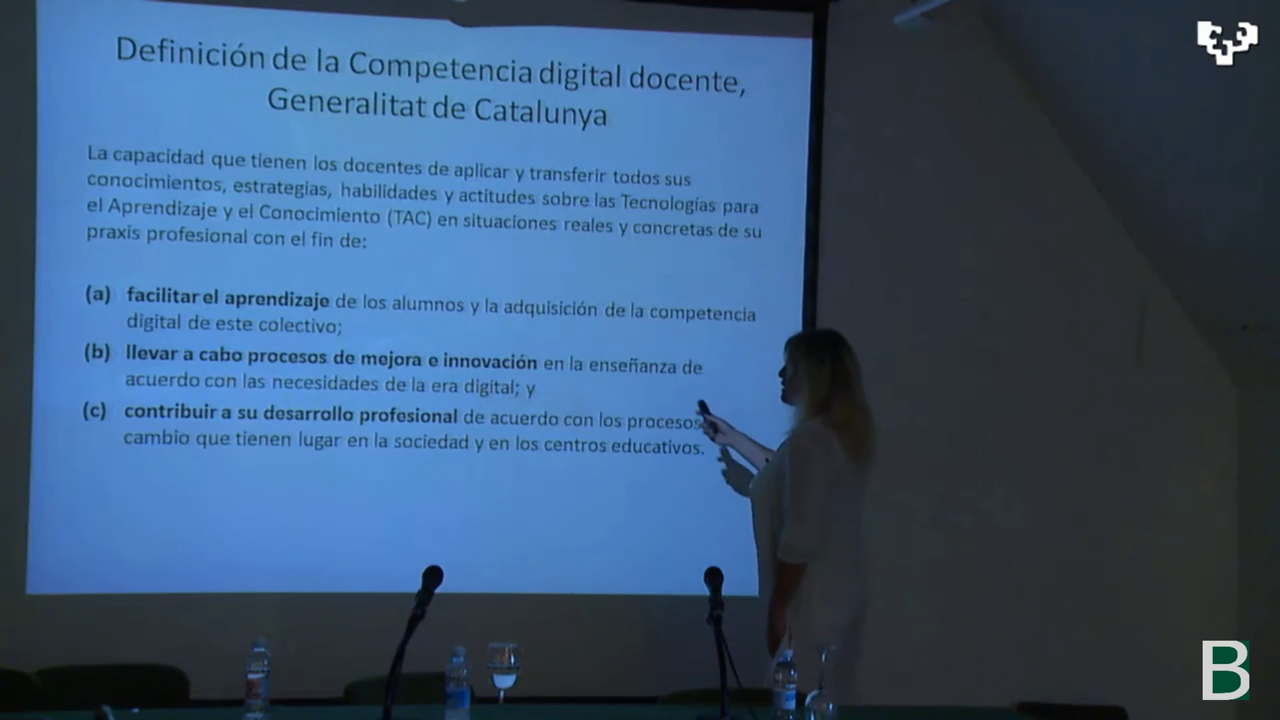 Definición de la Competencia digital docente,
Generalitat de Catalunya
La capacidad que tienen los docentes de aplicar y transferir todos sus
conocimientos, estrategias, habilidades y actitudes sobre las Tecnologías para
el Aprendizaje y el Conocimiento (TAC) en situaciones reales y concretas de su
praxis profesional con el fin de:
(a) facilitar el aprendizaje de los alumnos y la adquisición de la competencia
digital de este colectivo;
(b) llevar a cabo procesos de mejora e innovación en la enseñanza de
acuerdo con las necesidades de la era digital; y
(c) contribuir a su desarrollo profesional de acuerdo con los procesos
cambio que tienen lugar en la sociedad y en los centros educativos.
B